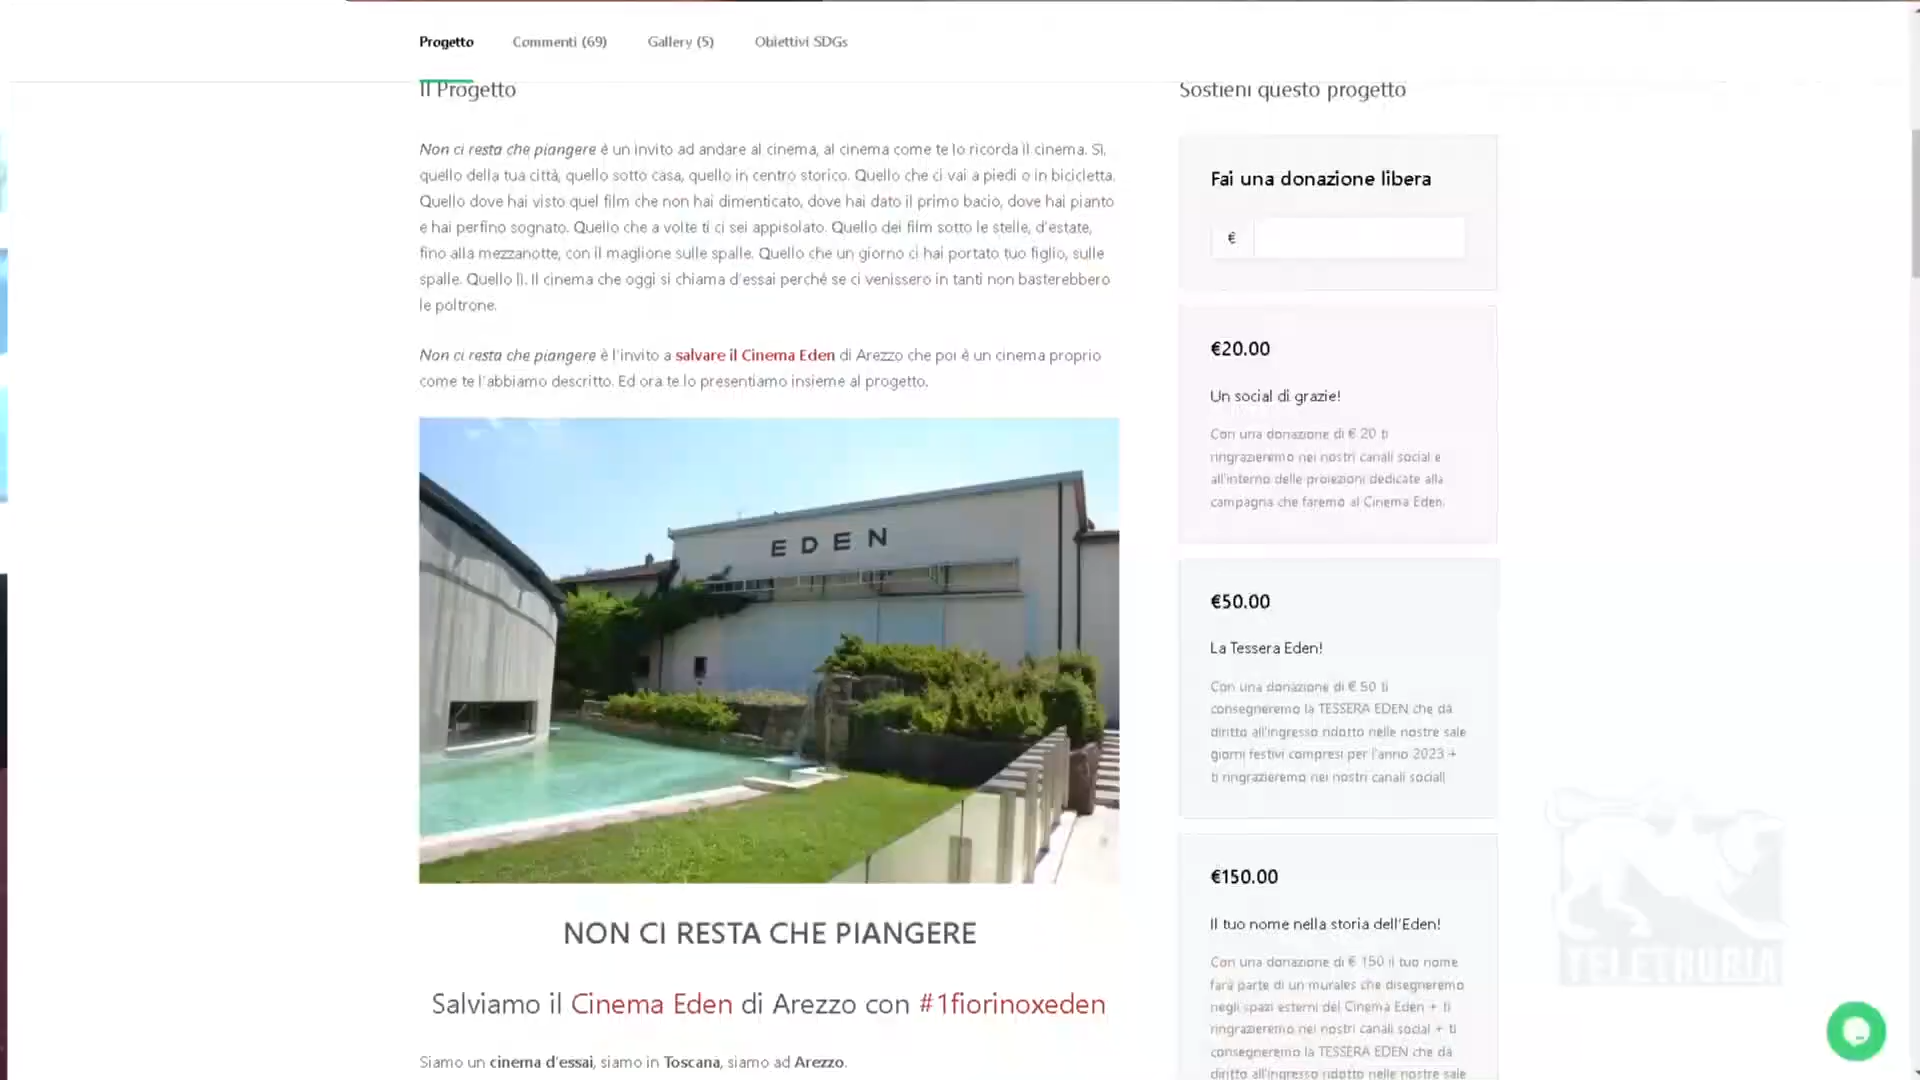 Progetto
Commenti (69)
Gallery (5)
Obiettivi SDGs
Il Progetto
Non ci resta che piangere è un invito ad andare al cinema, al cinema come te lo ricorda il cinema. Sì,
quello della tua città, quello sotto casa, quello in centro storico. Quello che ci vai a piedi o in bicicletta.
Quello dove hai visto quel film che non hai dimenticato, dove hai dato il primo bacio, dove hai pianto
e hai perfino sognato. Quello che a volte ti ci sei appisolato. Quello dei film sotto le stelle, d'estate,
fino alla mezzanotte, con il maglione sulle spalle. Quello che un giorno ci hai portato tuo figlio, sulle
spalle. Quello lì. Il cinema che oggi si chiama d'essai perché se ci venissero in tanti non basterebbero
le poltrone.
Non ci resta che piangere è l'invito a salvare il Cinema Eden di Arezzo che poi è un cinema proprio
come te l'abbiamo descritto. Ed ora te lo presentiamo insieme al progetto.
EDEN
NON CI RESTA CHE PIANGERE
Salviamo il Cinema Eden di Arezzo con #1fiorinoxeden
Siamo un cinema d'essai, siamo in Toscana, siamo ad Arezzo.
Sostieni questo progetto
Fai una donazione libera
€
€20.00
Un social di grazie!
Con una donazione di € 20 ti
ringrazieremo nei nostri canali social e
all'interno delle proiezioni dedicate alla
campagna che faremo al Cinema Eden.
€50.00
La Tessera Eden!
Con una donazione di € 50 ti
consegneremo la TESSERA EDEN che dà
diritto all'ingresso ridotto nelle nostre sale
giorni festivi compresi per l'anno 2023 +
ti ringrazieremo nei nostri canali social!
€150.00
Il tuo nome nella storia dell'Eden!
Con una donazione di € 150 il tuo nome
farà parte di un murales che disegneremo
negli spazi esterni del Cinema Eden + ti
ringrazieremo nei nostri canali social + ti
consegneremo la TESSERA EDEN che dà
diritto all'ingresso ridotto nelle nostre sale
TELETRURIA